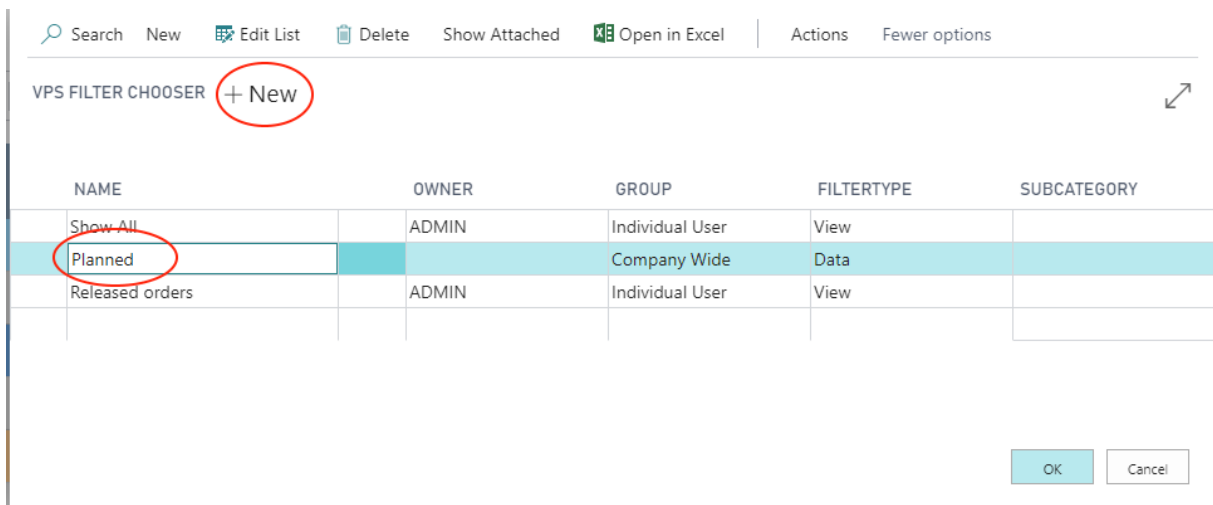 Search New Edit List Delete Show Attached Open in Excel Actions Fewer options
VPS FILTER CHOOSER + New
NAME OWNER GROUP FILTERTYPE SUBCATEGORY
Show All ADMIN Individual User View
Planned Company Wide Data
Released orders ADMIN Individual User View
OK Cancel